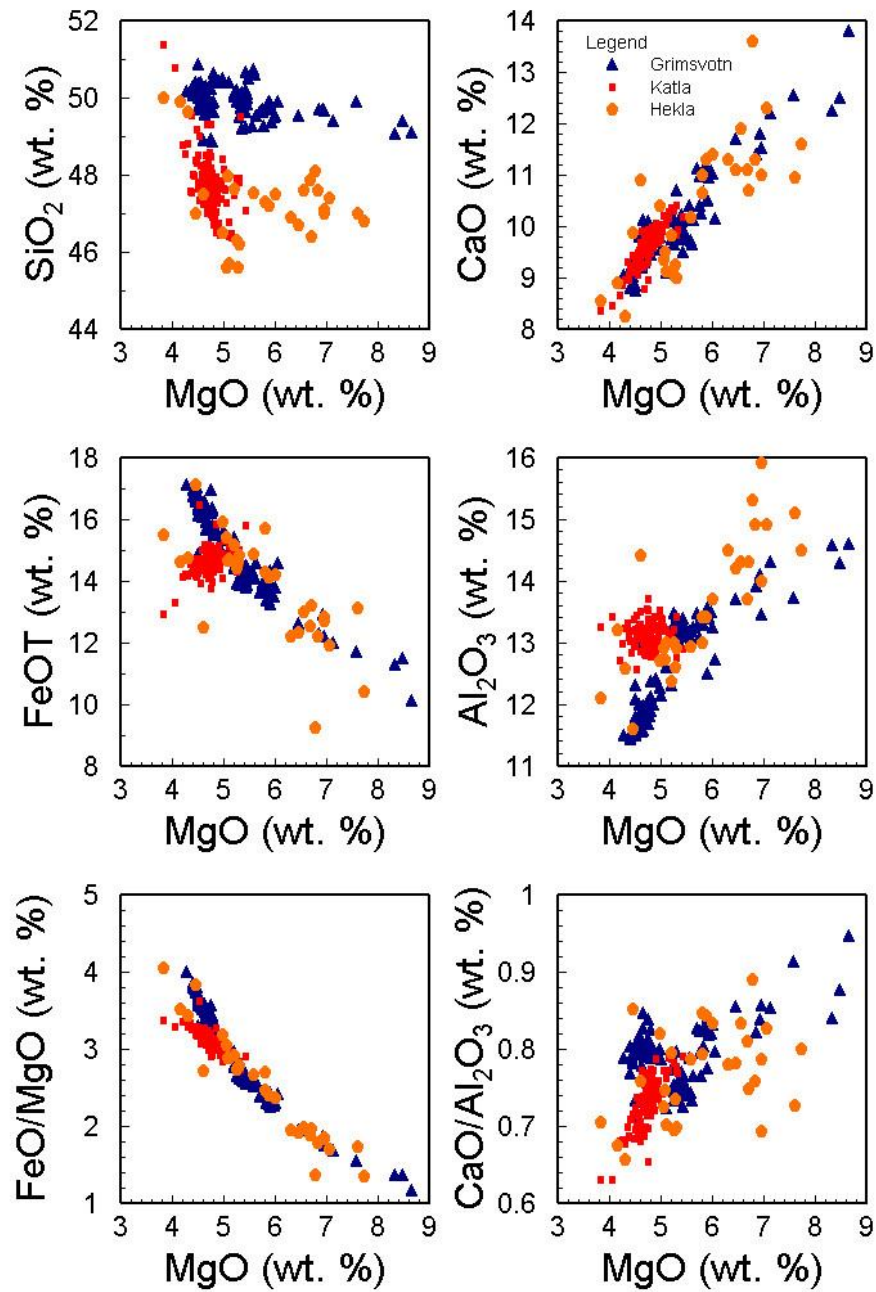 52
50
48
46
44
SiO₂ (wt. %)
3 4 5 6 7 8 9
MgO (wt. %)
14
13
12
11
10
9
8
CaO (wt. %)
Legend
Grimsvotn
Katla
Hekla
3 4 5 6 7 8 9
MgO (wt. %)
18
16
14
12
10
8
FeOT (wt. %)
3 4 5 6 7 8 9
MgO (wt. %)
16
15
14
13
12
11
Al₂O₃ (wt. %)
3 4 5 6 7 8 9
MgO (wt. %)
5
4
3
2
1
FeO/MgO (wt. %)
3 4 5 6 7 8 9
MgO (wt. %)
1
0.9
0.8
0.7
0.6
CaO/Al₂O₃ (wt. %)
3 4 5 6 7 8 9
MgO (wt. %)